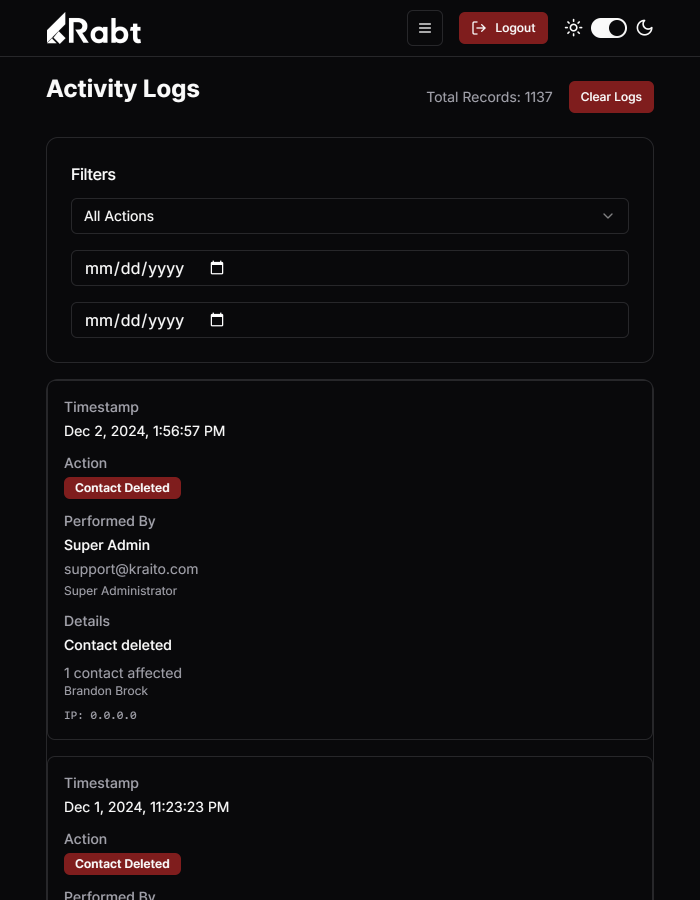 Rabt
Logout
Activity Logs
Total Records: 1137
Clear Logs
Filters
All Actions
mm/dd/yyyy
mm/dd/yyyy
Timestamp
Dec 2, 2024, 1:56:57 PM
Action
Contact Deleted
Performed By
Super Admin
support@kraito.com
Super Administrator
Details
Contact deleted
1 contact affected
Brandon Brock
IP: 0.0.0.0
Timestamp
Dec 1, 2024, 11:23:23 PM
Action
Contact Deleted
Performed By